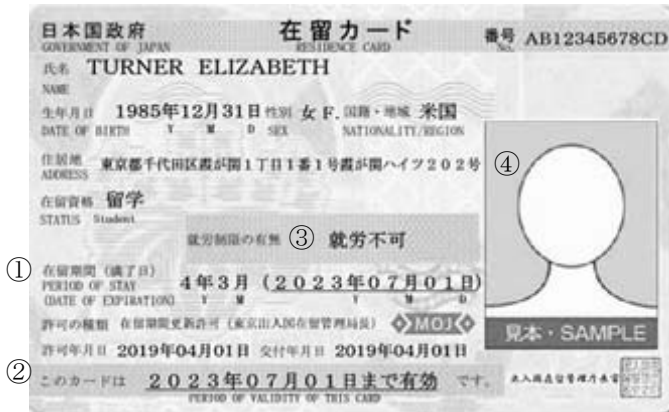 日本国政府 在留カード 番号 AB12345678CD
GOVERNMENT OF JAPAN RESIDENCE CARD No.
氏名 TURNER ELIZABETH
NAME
生年月日 1985年12月31日 性別 女 F. 国籍・地域 米国
DATE OF BIRTH Y M D SEX NATIONALITY/REGION
住居地 東京都千代田区霞が関1丁目1番1号霞が関ハイツ202号
ADDRESS
④
在留資格 留学
STATUS Student
就労制限の有無 ③ 就労不可
① 在留期間(満了日)
PERIOD OF STAY 4年3月(2023年07月01日)
(DATE OF EXPIRATION) Y M Y M D
許可の種類 在留期間更新許可(東京出入国在留管理局長) MOJ
見本・SAMPLE
許可年月日 2019年04月01日 交付年月日 2019年04月01日
② このカードは 2023年07月01日まで有効 です。
PERIOD OF VALIDITY OF THIS CARD
出入国在留管理庁長官